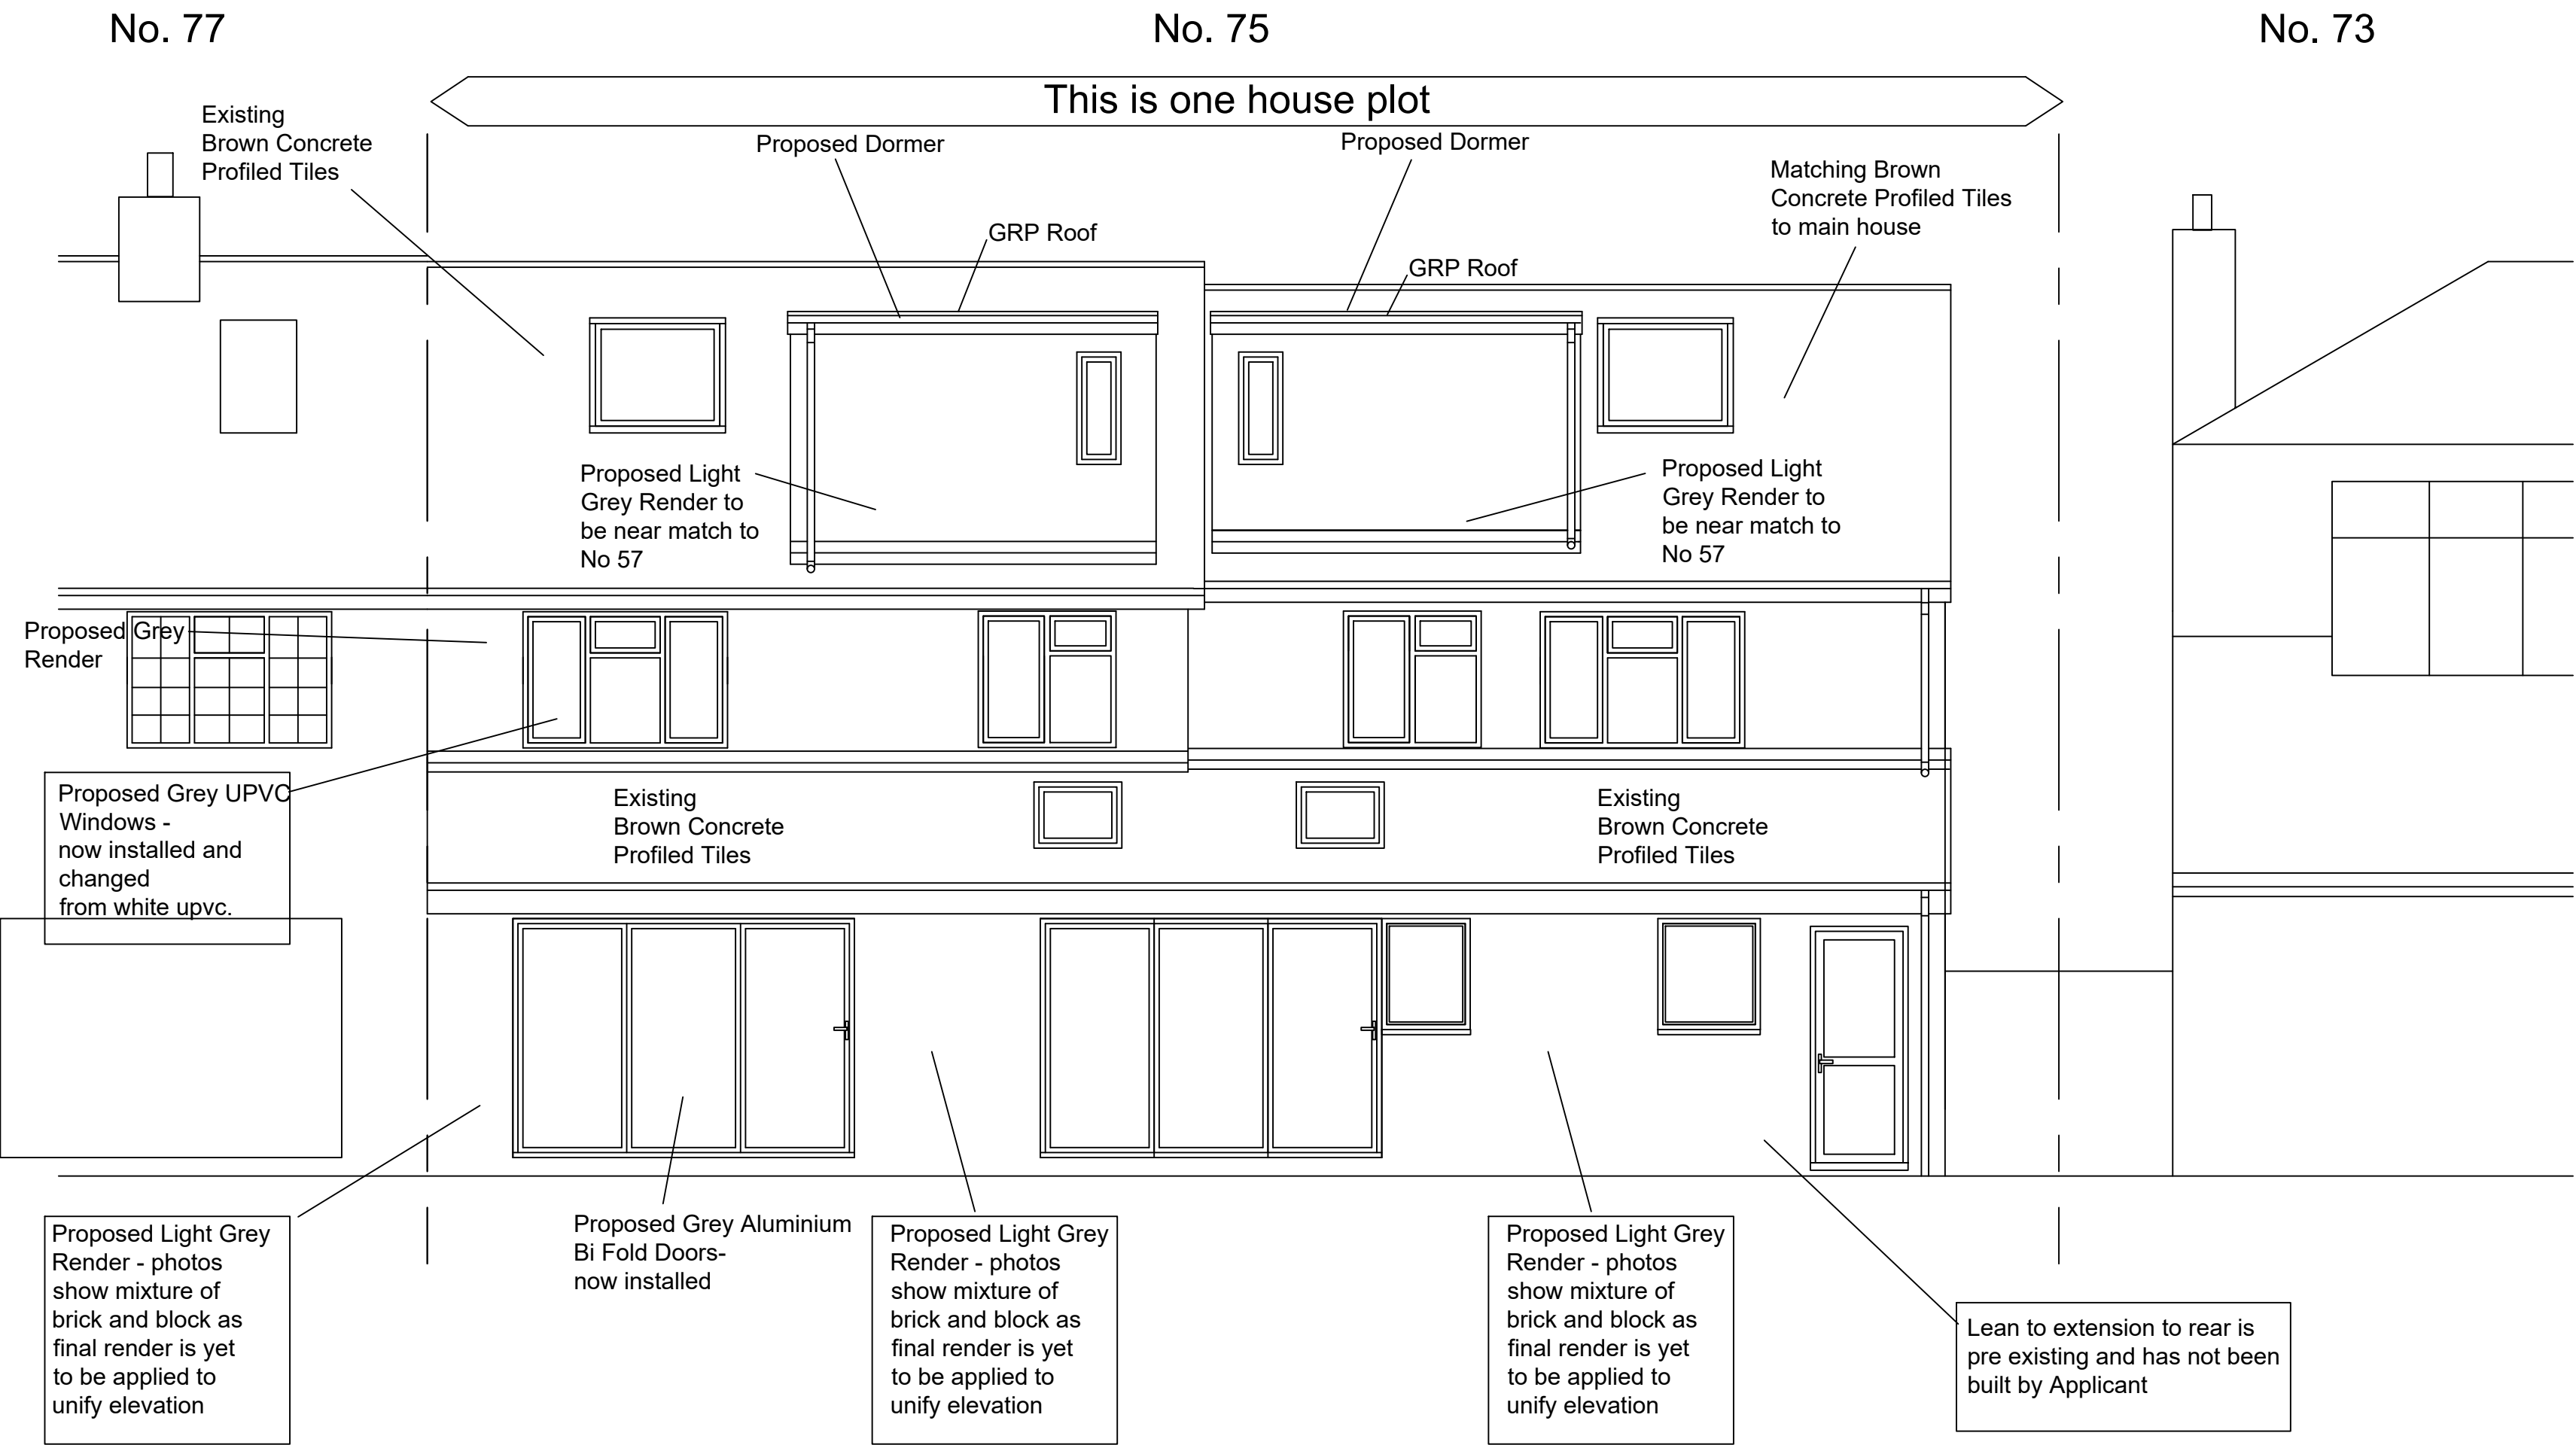 No. 77
No. 75
No. 73
This is one house plot
Existing
Brown Concrete
Profiled Tiles
Proposed Dormer
Proposed Dormer
Matching Brown
Concrete Profiled Tiles
to main house
GRP Roof
GRP Roof
Proposed Light
Grey Render to
be near match to
No 57
Proposed Light
Grey Render to
be near match to
No 57
Proposed Grey
Render
Proposed Grey UPVC
Windows -
now installed and
changed
from white upvc.
Existing
Brown Concrete
Profiled Tiles
Existing
Brown Concrete
Profiled Tiles
Proposed Light Grey
Render - photos
show mixture of
brick and block as
final render is yet
to be applied to
unify elevation
Proposed Grey Aluminium
Bi Fold Doors-
now installed
Proposed Light Grey
Render - photos
show mixture of
brick and block as
final render is yet
to be applied to
unify elevation
Proposed Light Grey
Render - photos
show mixture of
brick and block as
final render is yet
to be applied to
unify elevation
Lean to extension to rear is
pre existing and has not been
built by Applicant